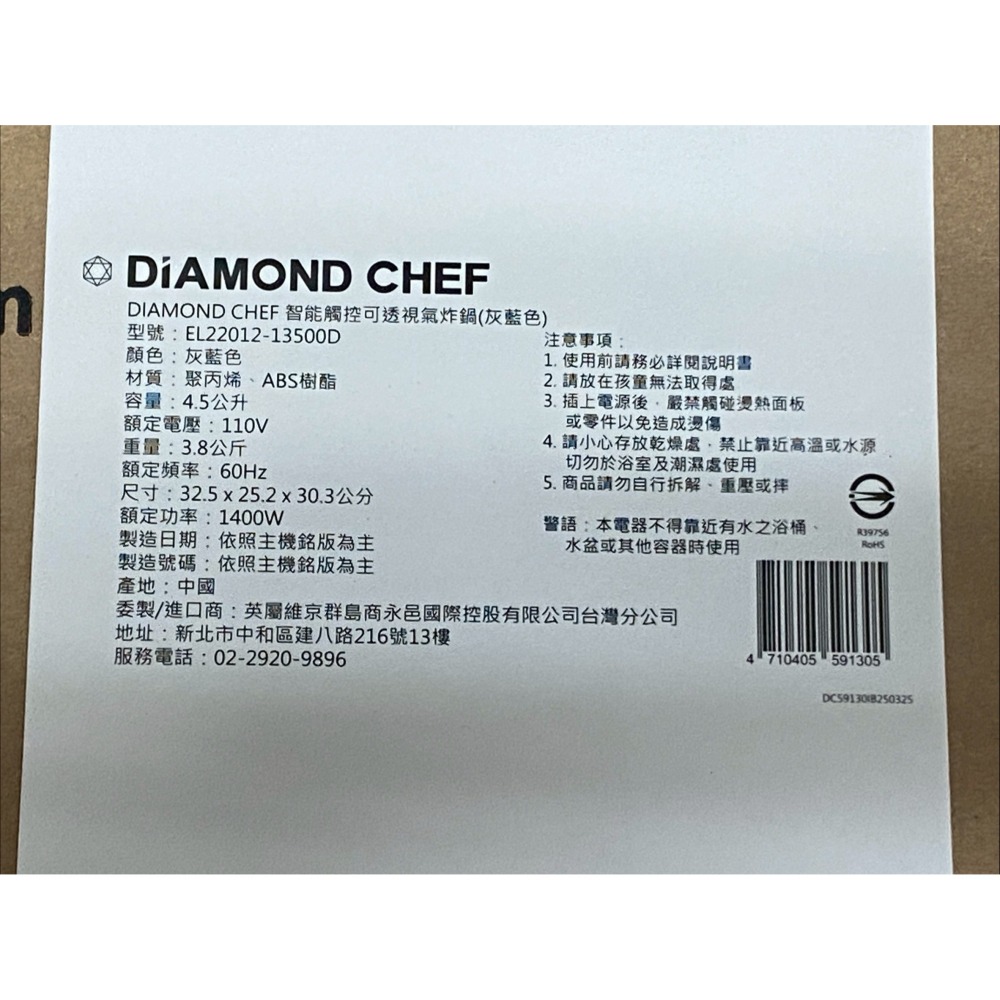 m
DiAMOND CHEF
DIAMOND CHEF 智能觸控可透視氣炸鍋(灰藍色)
型號：EL22012-13500D
顏色：灰藍色
材質：聚丙烯、ABS樹酯
容量：4.5公升
額定電壓：110V
重量：3.8公斤
額定頻率：60Hz
尺寸：32.5 x 25.2 x 30.3公分
額定功率：1400W
製造日期：依照主機銘版為主
製造號碼：依照主機銘版為主
產地：中國
委製/進口商：英屬維京群島商永邑國際控股有限公司台灣分公司
地址：新北市中和區建八路216號13樓
服務電話：02-2920-9896
注意事項：
1. 使用前請務必詳閱說明書
2. 請放在孩童無法取得處
3. 插上電源後，嚴禁觸碰燙熱面板
或零件以免造成燙傷
4. 請小心存放乾燥處，禁止靠近高溫或水源
切勿於浴室及潮濕處使用
5. 商品請勿自行拆解、重壓或摔
警語：本電器不得靠近有水之浴桶、
水盆或其他容器時使用
R39756
RoHS
4 710405 591305
DC59130IB250325